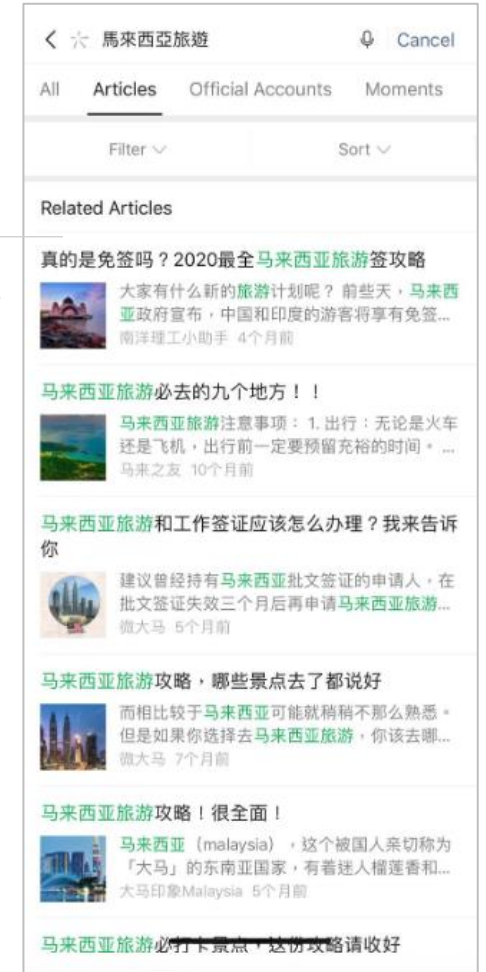 馬來西亞旅遊
Cancel
All Articles Official Accounts Moments
Filter Sort
Related Articles
真的是免签吗？2020最全马来西亚旅游签攻略
大家有什么新的旅游计划呢？ 前些天，马来西
亚政府宣布，中国和印度的游客将享有免签...
南洋理工小助手 4个月前
马来西亚旅游必去的九个地方！！
马来西亚旅游注意事项： 1. 出行：无论是火车
还是飞机，出行前一定要预留充裕的时间。 ...
马来之友 10个月前
马来西亚旅游和工作签证应该怎么办理？我来告诉
你
建议曾经持有马来西亚批文签证的申请人，在
批文签证失效三个月后再申请马来西亚旅游...
微大马 5个月前
马来西亚旅游攻略，哪些景点去了都说好
而相比较于马来西亚可能就稍稍不那么熟悉。
但是如果你选择去马来西亚旅游，你该去哪...
微大马 7个月前
马来西亚旅游攻略！很全面！
马来西亚（malaysia），这个被国人亲切称为
「大马」的东南亚国家，有着迷人榴莲香和...
大马印象Malaysia 5个月前
马来西亚旅游必打卡景点，这份攻略请收好